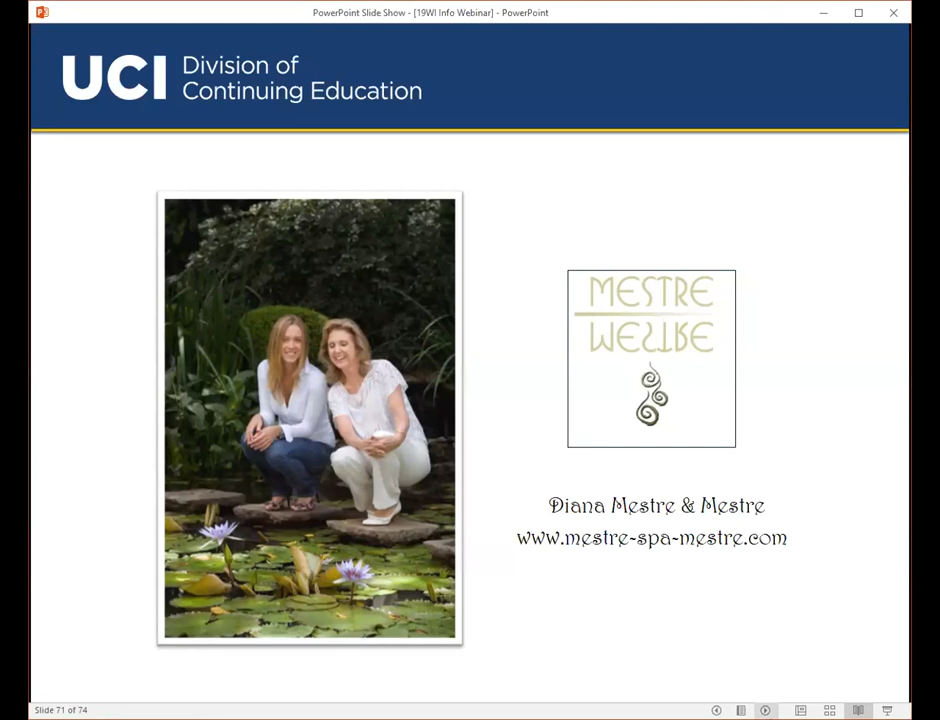 PowerPoint Slide Show - [19WI Info Webinar] - PowerPoint
UCI Division of
Continuing Education
MESTRE
MESTRE
Diana Mestre & Mestre
www.mestre-spa-mestre.com
Slide 71 of 74